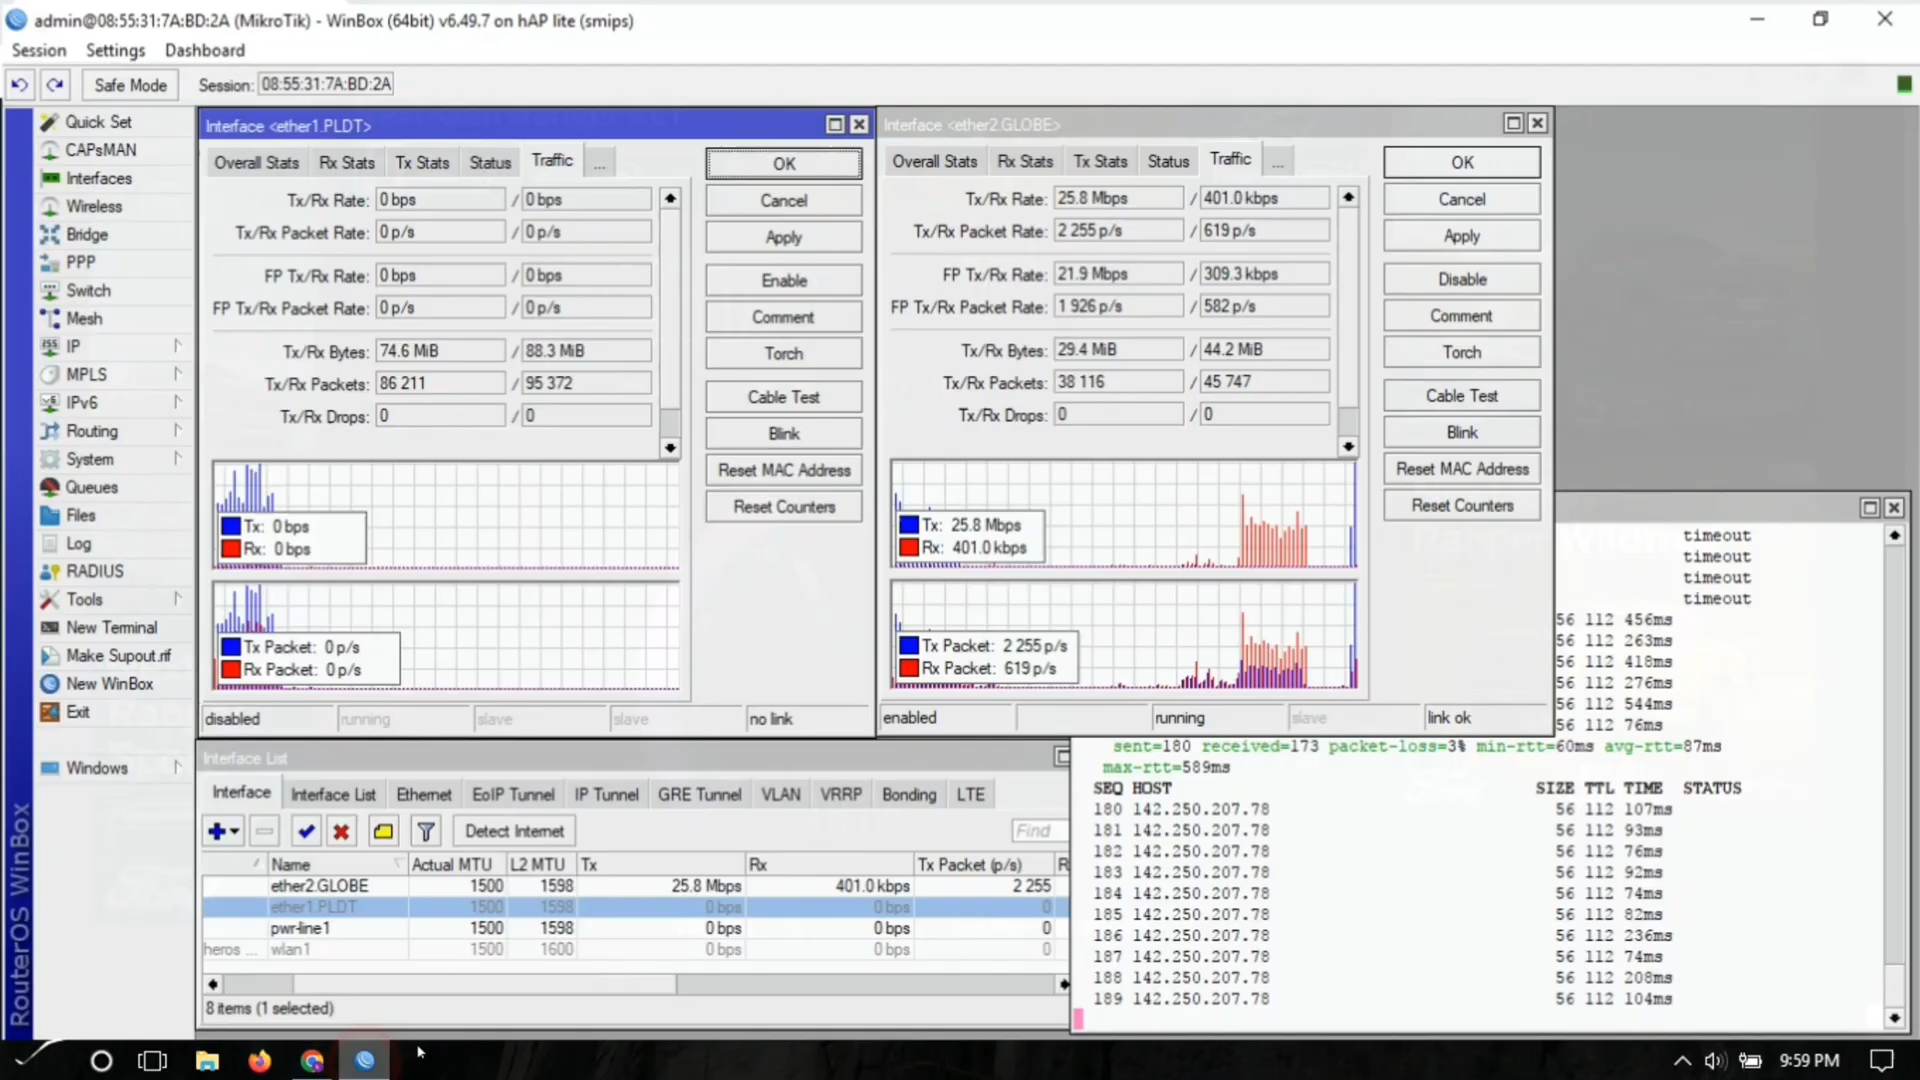 admin@08:55:31:7A:BD:2A (MikroTik) - WinBox (64bit) v6.49.7 on hAP lite (smips)
Session Settings Dashboard
Safe Mode Session: 08:55:31:7A:BD:2A
Quick Set
CAPsMAN
Interfaces
Wireless
Bridge
PPP
Switch
Mesh
IP
MPLS
IPv6
Routing
System
Queues
Files
Log
RADIUS
Tools
New Terminal
Make Supout.rif
New WinBox
Exit
Windows
RouterOS WinBox
Interface <ether1.PLDT>
Overall Stats Rx Stats Tx Stats Status Traffic ...
Tx/Rx Rate: 0 bps / 0 bps
Tx/Rx Packet Rate: 0 p/s / 0 p/s
FP Tx/Rx Rate: 0 bps / 0 bps
FP Tx/Rx Packet Rate: 0 p/s / 0 p/s
Tx/Rx Bytes: 74.6 MiB / 88.3 MiB
Tx/Rx Packets: 86 211 / 95 372
Tx/Rx Drops: 0 / 0
Tx: 0 bps
Rx: 0 bps
Tx Packet: 0 p/s
Rx Packet: 0 p/s
OK
Cancel
Apply
Enable
Comment
Torch
Cable Test
Blink
Reset MAC Address
Reset Counters
disabled running slave slave no link
Interface <ether2.GLOBE>
Overall Stats Rx Stats Tx Stats Status Traffic ...
Tx/Rx Rate: 25.8 Mbps / 401.0 kbps
Tx/Rx Packet Rate: 2 255 p/s / 619 p/s
FP Tx/Rx Rate: 21.9 Mbps / 309.3 kbps
FP Tx/Rx Packet Rate: 1 926 p/s / 582 p/s
Tx/Rx Bytes: 29.4 MiB / 44.2 MiB
Tx/Rx Packets: 38 116 / 45 747
Tx/Rx Drops: 0 / 0
Tx: 25.8 Mbps
Rx: 401.0 kbps
Tx Packet: 2 255 p/s
Rx Packet: 619 p/s
OK
Cancel
Apply
Disable
Comment
Torch
Cable Test
Blink
Reset MAC Address
Reset Counters
enabled running slave link ok
Interface List
Interface Interface List Ethernet EoIP Tunnel IP Tunnel GRE Tunnel VLAN VRRP Bonding LTE
Detect Internet Find
Name Actual MTU L2 MTU Tx Rx Tx Packet (p/s) R
ether2.GLOBE 1500 1598 25.8 Mbps 401.0 kbps 2 255
ether1.PLDT 1500 1598 0 bps 0 bps 0
pwr-line1 1500 1598 0 bps 0 bps 0
heros ... wlan1 1500 1600 0 bps 0 bps 0
8 items (1 selected)
timeout
timeout
timeout
timeout
56 112 456ms
56 112 263ms
56 112 418ms
56 112 276ms
56 112 544ms
56 112 76ms
sent=180 received=173 packet-loss=3% min-rtt=60ms avg-rtt=87ms
max-rtt=589ms
SEQ HOST SIZE TTL TIME STATUS
180 142.250.207.78 56 112 107ms
181 142.250.207.78 56 112 93ms
182 142.250.207.78 56 112 76ms
183 142.250.207.78 56 112 92ms
184 142.250.207.78 56 112 74ms
185 142.250.207.78 56 112 82ms
186 142.250.207.78 56 112 236ms
187 142.250.207.78 56 112 74ms
188 142.250.207.78 56 112 208ms
189 142.250.207.78 56 112 104ms
9:59 PM